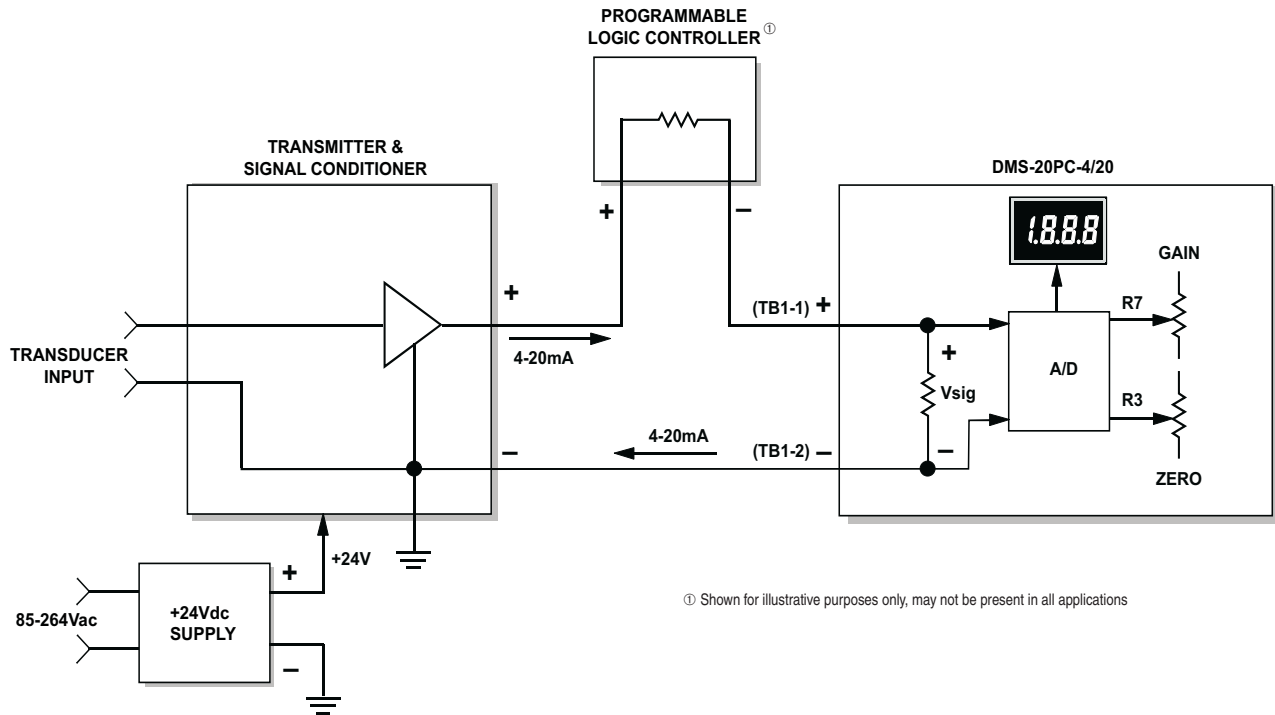 PROGRAMMABLE
LOGIC CONTROLLER ①
TRANSMITTER &
SIGNAL CONDITIONER
DMS-20PC-4/20
1.8.8.8
GAIN
+ −
+
(TB1-1) +
R7
TRANSDUCER
INPUT
4-20mA
+
A/D
Vsig
R3
4-20mA
−
(TB1-2) −
−
ZERO
+24V
+
85-264Vac
+24Vdc
SUPPLY
−
① Shown for illustrative purposes only, may not be present in all applications